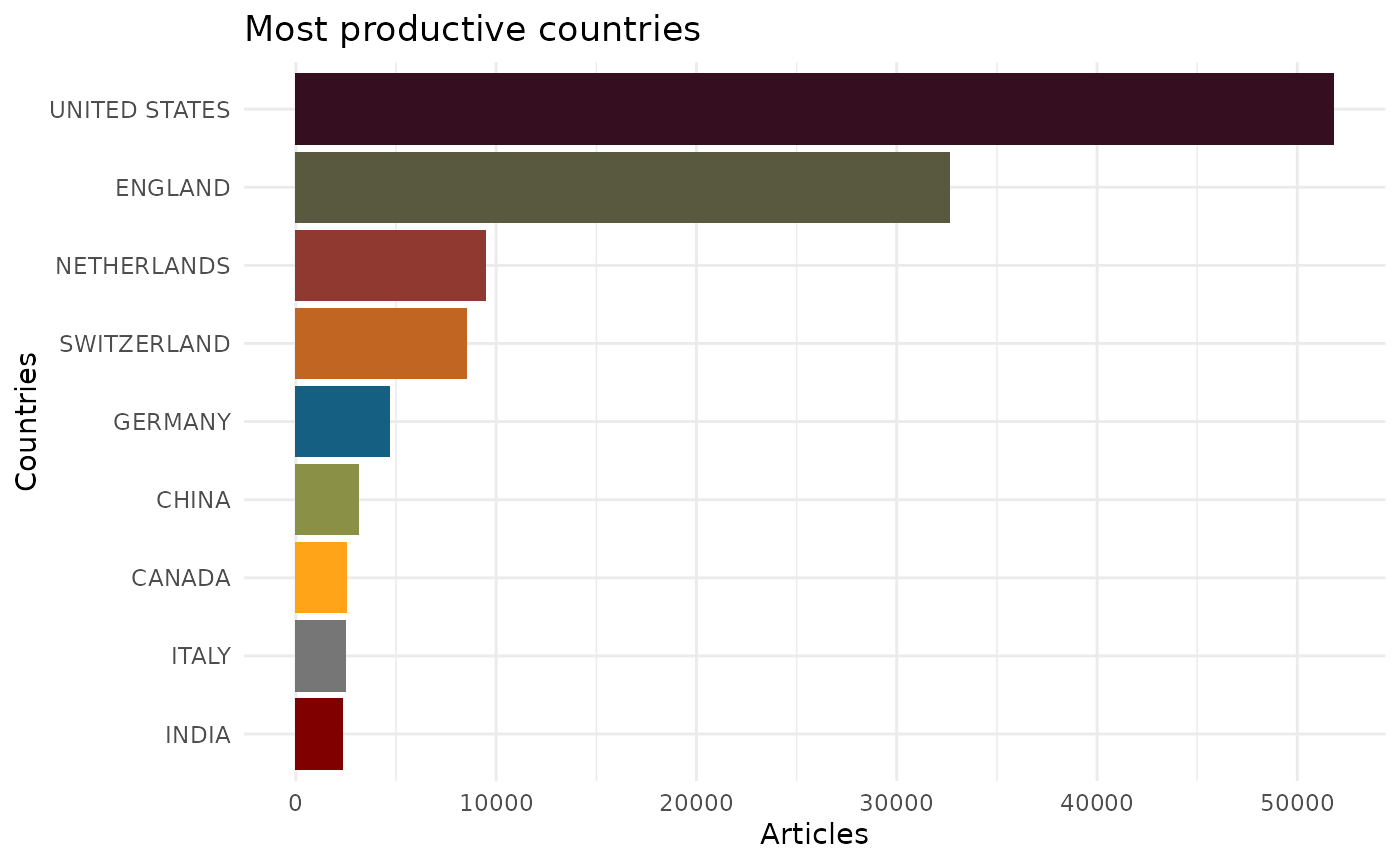 Most productive countries
UNITED STATES
ENGLAND
NETHERLANDS
SWITZERLAND
GERMANY
CHINA
CANADA
ITALY
INDIA
Countries
0 10000 20000 30000 40000 50000
Articles